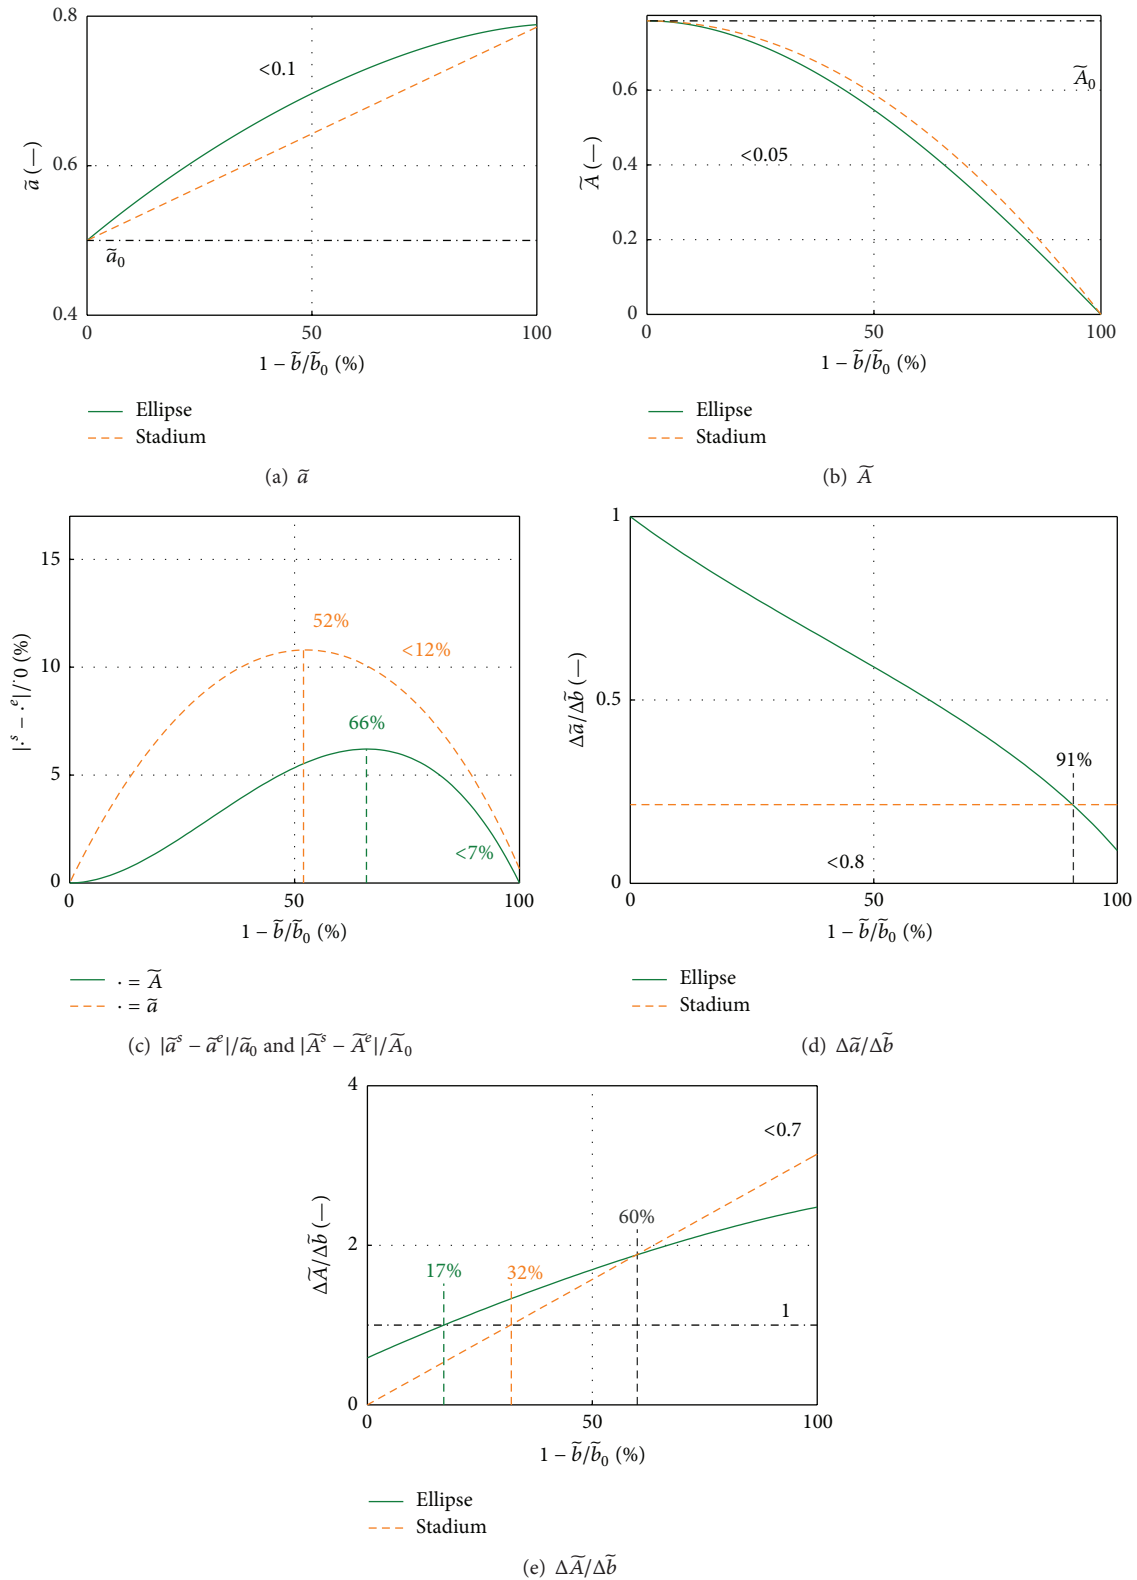 0.8
0.6
0.4
ã (—)
<0.1
ã₀
0 50 100
1 − b̃/b̃₀ (%)
Ellipse
Stadium
(a) ã
0.6
0.4
0.2
0
Ã (—)
Ã₀
<0.05
0 50 100
1 − b̃/b̃₀ (%)
Ellipse
Stadium
(b) Ã
15
10
5
0
|·ˢ − ·ᵉ|/·0 (%)
52%
<12%
66%
<7%
0 50 100
1 − b̃/b̃₀ (%)
· = Ã
· = ã
(c) |ãˢ − ãᵉ|/ã₀ and |Ãˢ − Ãᵉ|/Ã₀
1
0.5
0
Δã/Δb̃ (—)
91%
<0.8
0 50 100
1 − b̃/b̃₀ (%)
Ellipse
Stadium
(d) Δã/Δb̃
4
2
0
ΔÃ/Δb̃ (—)
<0.7
60%
17%
32%
1
0 50 100
1 − b̃/b̃₀ (%)
Ellipse
Stadium
(e) ΔÃ/Δb̃